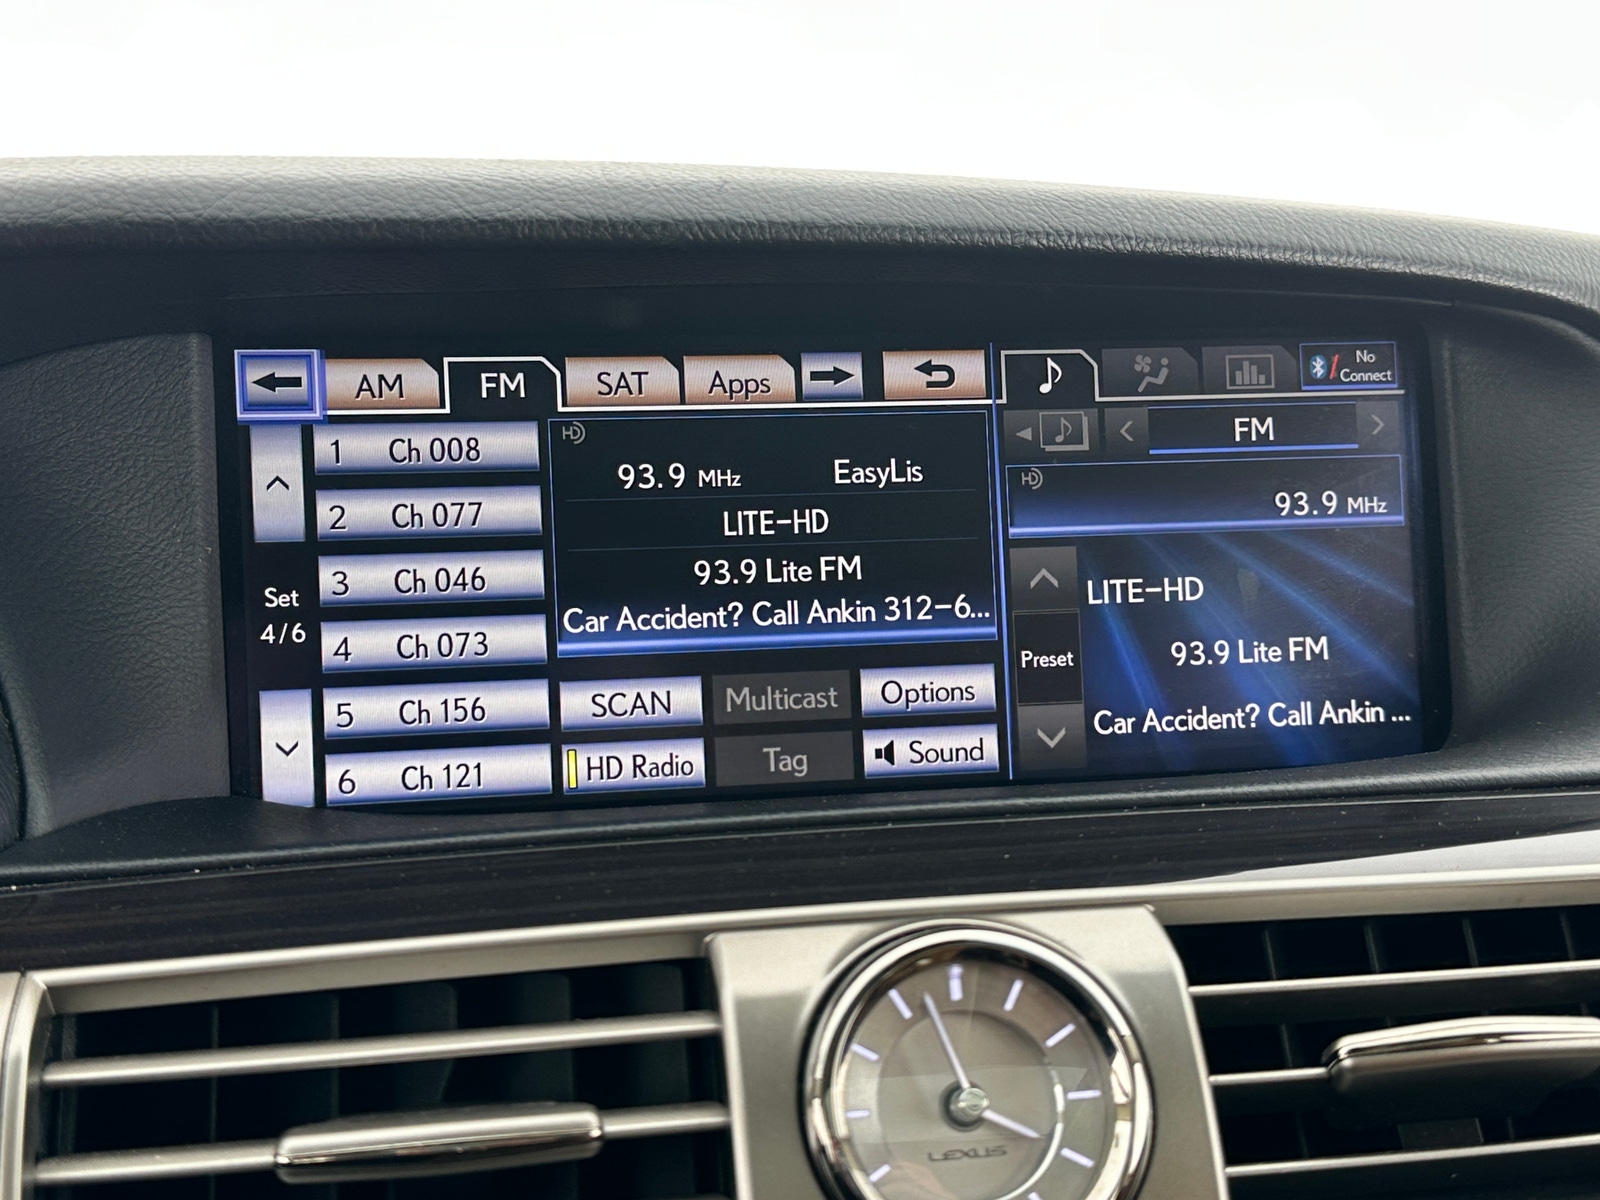 AM FM SAT Apps No Connect
1 Ch 008
2 Ch 077
3 Ch 046
4 Ch 073
5 Ch 156
6 Ch 121
Set
4/6
HD
93.9 MHz EasyLis
LITE-HD
93.9 Lite FM
Car Accident? Call Ankin 312-6...
SCAN Multicast Options
HD Radio Tag Sound
FM
HD
93.9 MHz
LITE-HD
Preset
93.9 Lite FM
Car Accident? Call Ankin ...
LEXUS